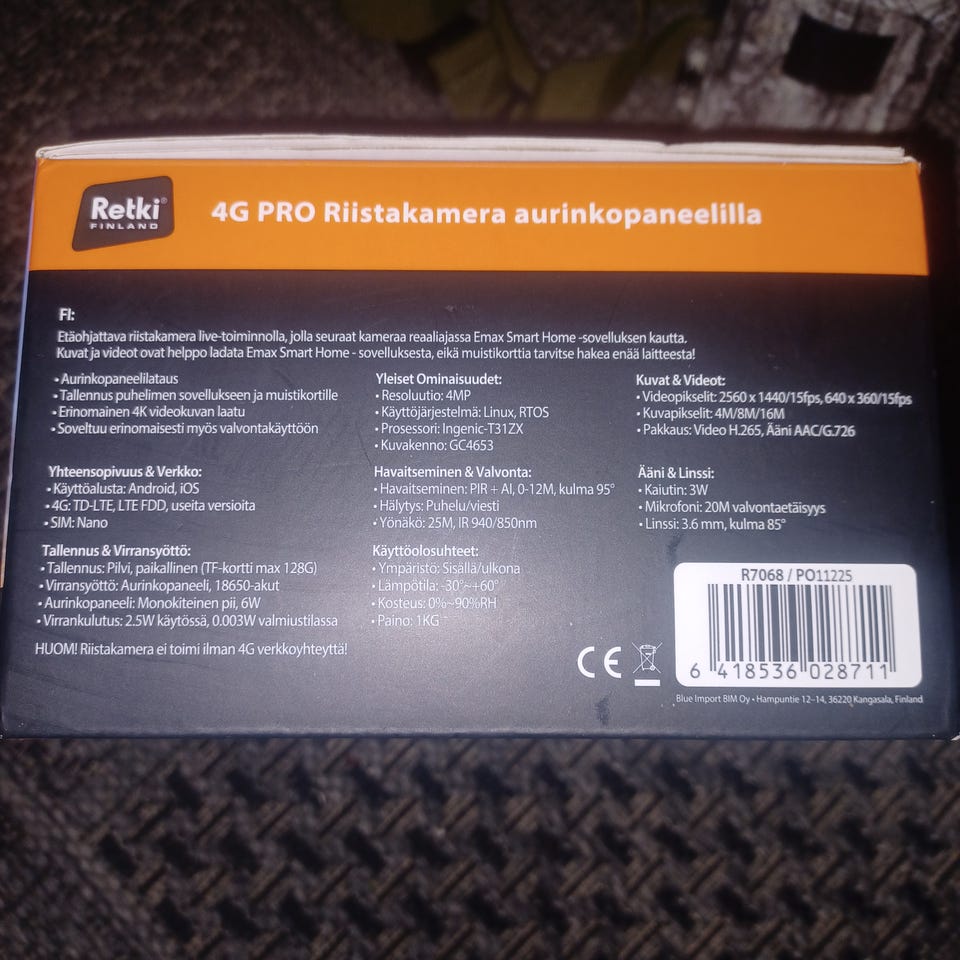 Retki®
FINLAND
4G PRO Riistakamera aurinkopaneelilla
FI:
Etäohjattava riistakamera live-toiminnolla, jolla seuraat kameraa reaaliajassa Emax Smart Home -sovelluksen kautta.
Kuvat ja videot ovat helppo ladata Emax Smart Home - sovelluksesta, eikä muistikorttia tarvitse hakea enää laitteesta!
• Aurinkopaneelilataus
• Tallennus puhelimen sovellukseen ja muistikortille
• Erinomainen 4K videokuvan laatu
• Soveltuu erinomaisesti myös valvontakäyttöön
Yhteensopivuus & Verkko:
• Käyttöalusta: Android, iOS
• 4G: TD-LTE, LTE FDD, useita versioita
• SIM: Nano
Tallennus & Virransyöttö:
• Tallennus: Pilvi, paikallinen (TF-kortti max 128G)
• Virransyöttö: Aurinkopaneeli, 18650-akut
• Aurinkopaneeli: Monokiteinen pii, 6W
• Virrankulutus: 2.5W käytössä, 0.003W valmiustilassa
HUOM! Riistakamera ei toimi ilman 4G verkkoyhteyttä!
Yleiset Ominaisuudet:
• Resoluutio: 4MP
• Käyttöjärjestelmä: Linux, RTOS
• Prosessori: Ingenic-T31ZX
• Kuvakenno: GC4653
Havaitseminen & Valvonta:
• Havaitseminen: PIR + AI, 0-12M, kulma 95°
• Hälytys: Puhelu/viesti
• Yönäkö: 25M, IR 940/850nm
Käyttöolosuhteet:
• Ympäristö: Sisällä/ulkona
• Lämpötila: -30°~+60°
• Kosteus: 0%~90%RH
• Paino: 1KG
Kuvat & Videot:
• Videopikselit: 2560 x 1440/15fps, 640 x 360/15fps
• Kuvapikselit: 4M/8M/16M
• Pakkaus: Video H.265, Ääni AAC/G.726
Ääni & Linssi:
• Kaiutin: 3W
• Mikrofoni: 20M valvontaetäisyys
• Linssi: 3.6 mm, kulma 85°
CE
R7068 / PO11225
6 418536 028711
Blue Import BIM Oy • Hampuntie 12–14, 36220 Kangasala, Finland